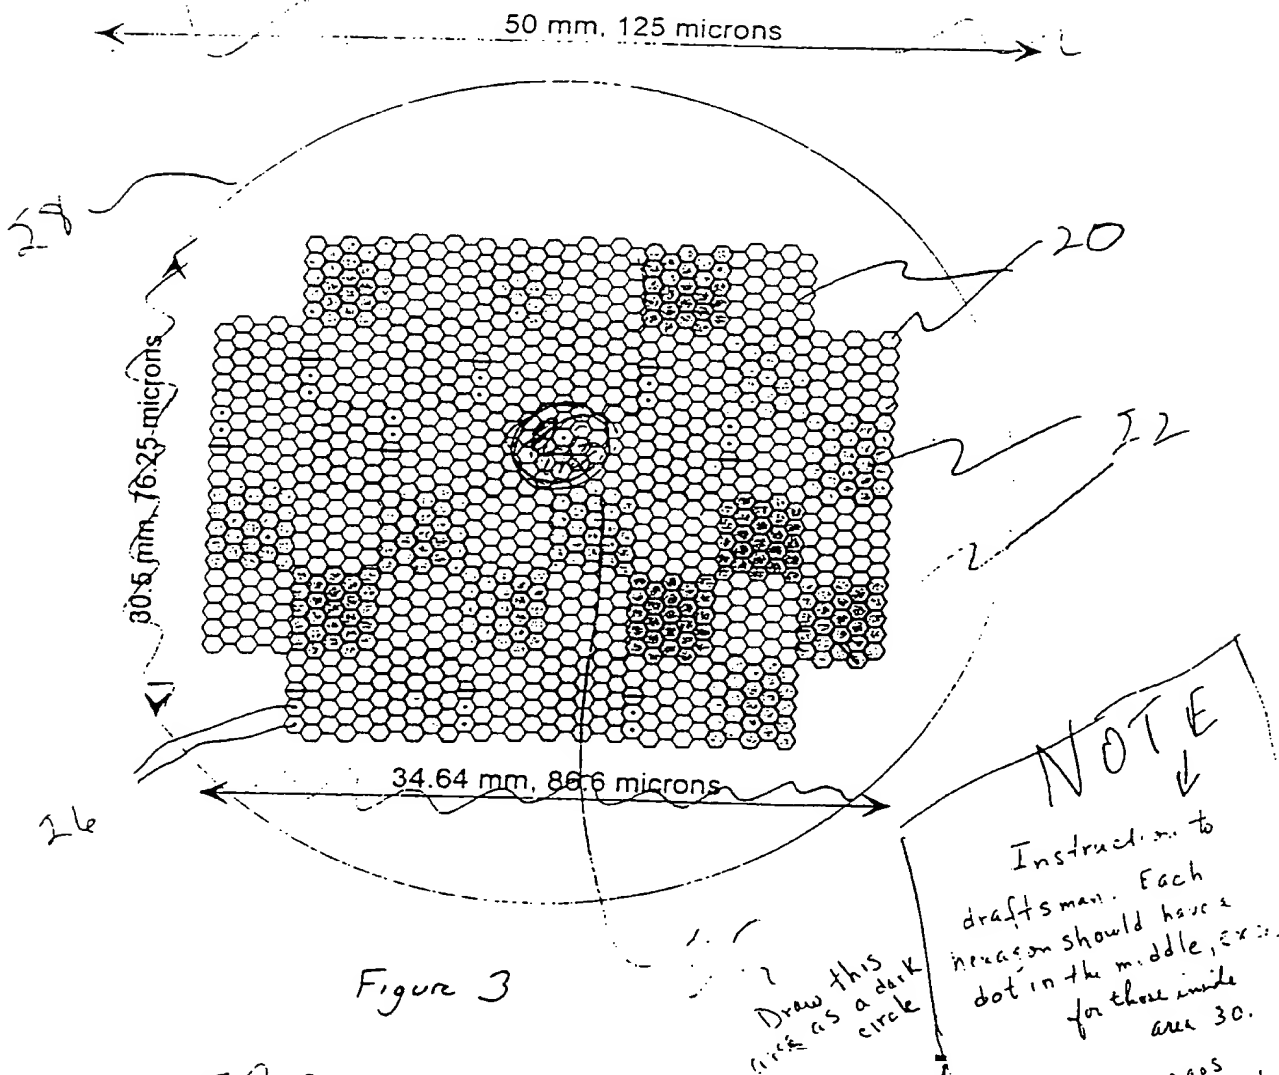 50 mm, 125 microns
28
20
30.5 mm, 76.25 microns
22
26
34.64 mm, 86.6 microns
Figure 3
NOTE
Instruction to
draftsman. Each
hexagon should have a
dot in the middle,
for those inside
area 30.
Draw this
as a dark
circle